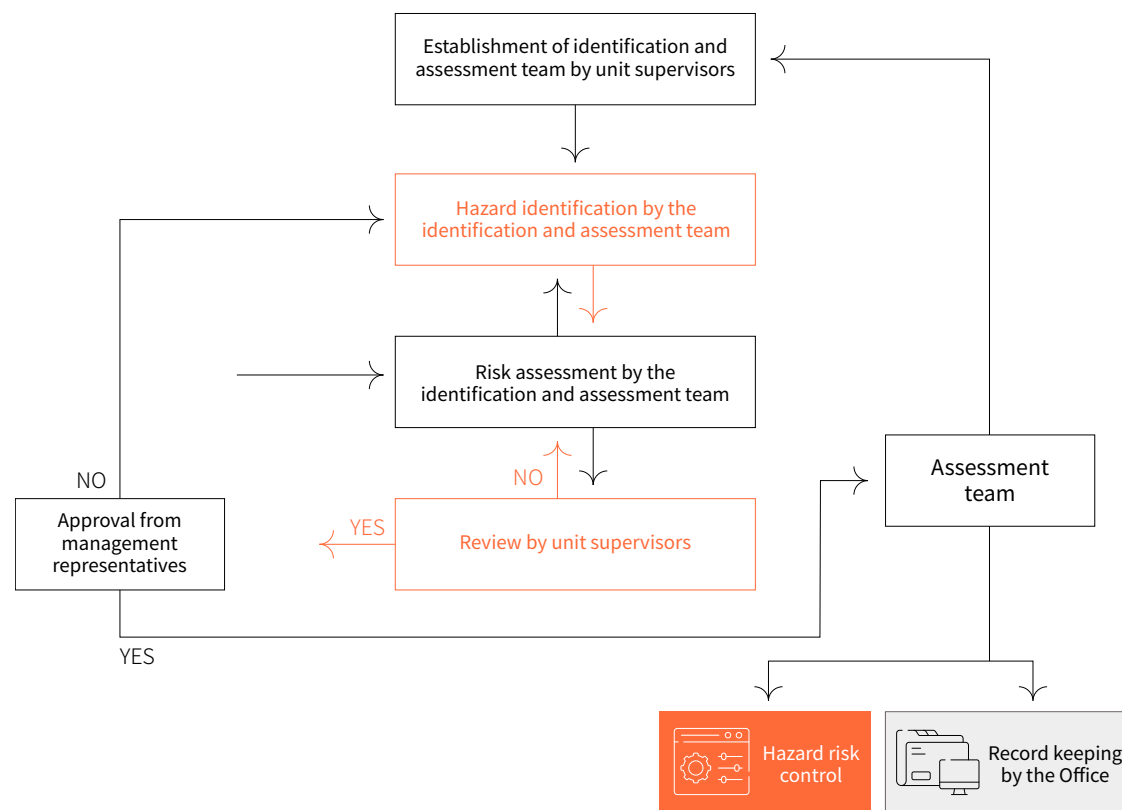 Establishment of identification and
assessment team by unit supervisors
Hazard identification by the
identification and assessment team
Risk assessment by the
identification and assessment team
NO
NO
Assessment
team
Approval from
management
representatives
YES
Review by unit supervisors
YES
Hazard risk
control
Record keeping
by the Office